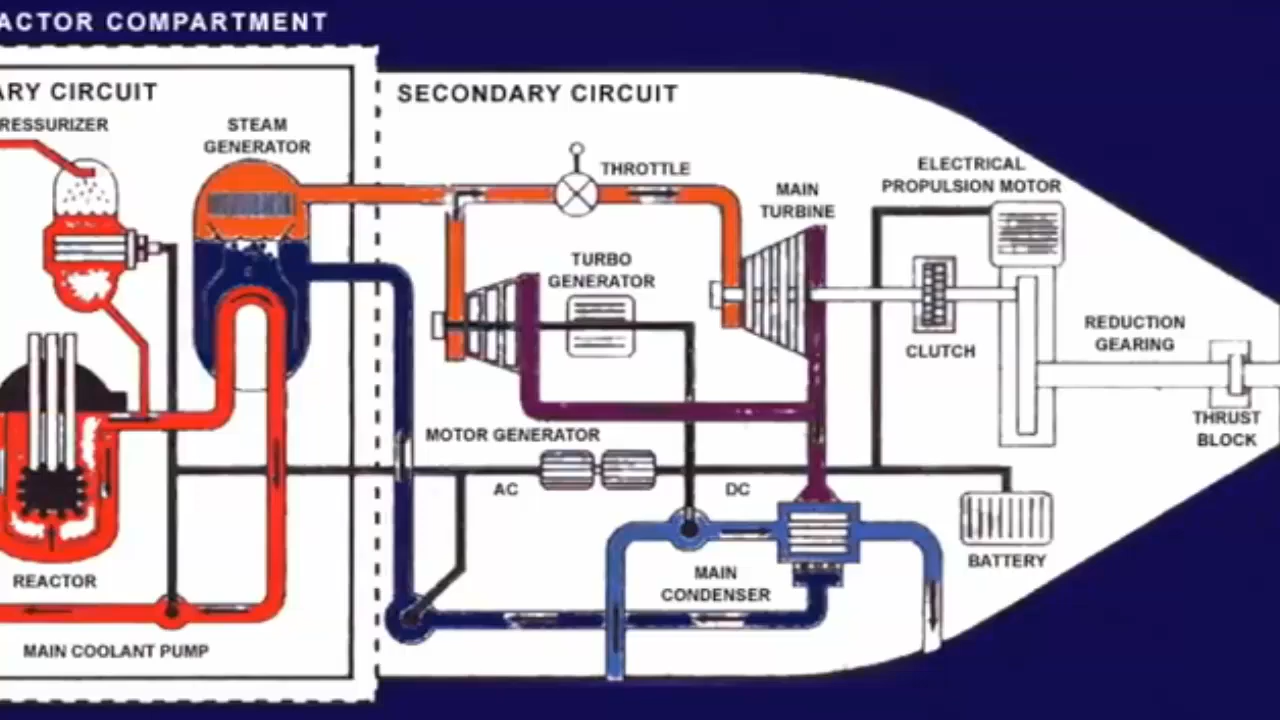 ACTOR COMPARTMENT
ARY CIRCUIT
SECONDARY CIRCUIT
RESSURIZER
STEAM
GENERATOR
THROTTLE
MAIN
TURBINE
ELECTRICAL
PROPULSION MOTOR
TURBO
GENERATOR
CLUTCH
REDUCTION
GEARING
THRUST
BLOCK
MOTOR GENERATOR
AC
DC
BATTERY
MAIN
CONDENSER
REACTOR
MAIN COOLANT PUMP